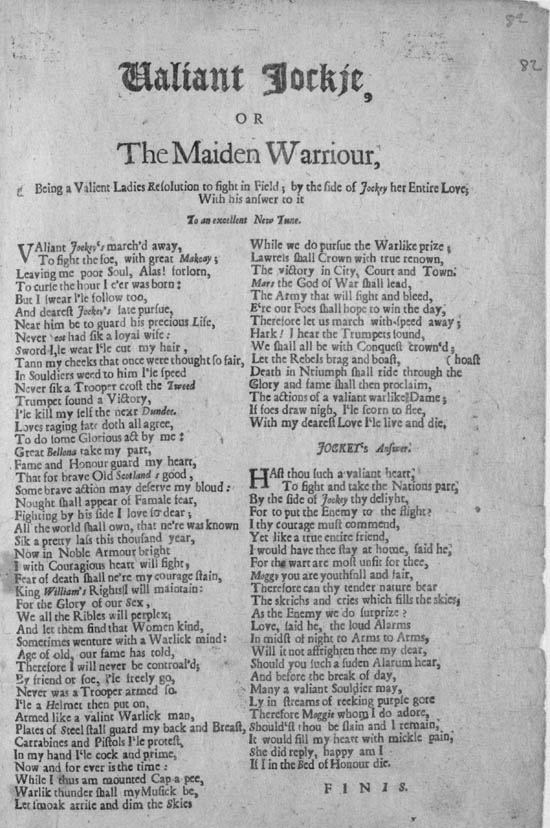 82
82
Valiant Jockie,
OR
The Maiden Warriour,
Being a Valient Ladies Resolution to fight in Field; by the side of Jockey her Entire Love;
With his answer to it
To an excellent New Tune.
VAliant Jockey's march'd away,
To fight the foe, with great Makcay;
Leaving me poor Soul, Alas! forlorn,
To curse the hour I e'er was born:
But I swear I'le follow too,
And dearest Jockey's fate pursue,
Near him be to guard his precious Life,
Never Scot had sik a loyal wife:
Sword I,le wear I'le cut my hair,
Tann my cheeks that once were thought so fair,
In Souldiers weed to him I'le speed
Never sik a Trooper crost the Tweed
Trumpet sound a Victory,
I'le kill my self the next Dundee.
Loves raging fate doth all agree,
To do some Glorious act by me:
Great Bellona take my part,
Fame and Honour guard my heart,
That for brave Old Scotland's good,
Some brave action may deserve my bloud:
Nought shall appear of Famale fear,
Fighting by his side I love so dear;
All the world shall own, that ne're was known
Sik a pretty lass this thousand year,
Now in Noble Armour bright
I with Couragious heart will fight,
Fear of death shall ne're my courage stain,
King William's Rights I will maintain:
For the Glory of our Sex,
We all the Ribles will perplex;
And let them find that Women kind,
Sometimes wenture with a Warlick mind:
Age of old, our fame has told,
Therefore I will never be controal'd;
By friend or foe, I'le freely go,
Never was a Trooper armed so.
I'le a Helmet then put on,
Armed like a valint Warlick man,
Plates of Steel stall guard my back and Breast,
Carrabines and Pistols I'le protest,
In my hand I'le cock and prime,
Now and for ever is the time:
While I thus am mounted Cap-a-pee,
Warlik thunder shall my Musick be,
Let smoak arrise and dim the Skies
While we do pursue the Warlike prize;
Lawrels shall Crown with true renown,
The victory in City, Court and Town.
Mars the God of War shall lead,
The Army that will fight and bleed,
E're our Foes shall hope to win the day,
Therefore let us march with speed away;
Hark! I hear the Trumpets sound,
We shall all be with Conquest crown'd;
Let the Rebels brag and boast, (hoast
Death in Ntriumph shall ride through the
Glory and fame shall then proclaim,
The actions of a valiant warlike Dame;
If foes draw nigh, I'le scorn to flee,
With my dearest Love I'le live and die,
JOCKEY's Answer.
HAst thou such a valiant heart,
To fight and take the Nations part,
By the side of Jockey thy delight,
For to put the Enemy to the flight?
I thy courage must commend,
Yet like a true entire friend,
I would have thee stay at home, said he,
For the wart are most unfit for thee,
Moggy you are youthfull and fair,
Therefore can thy tender nature bear
The skrichs and cries which fills the skies,
As the Enemy we do surprize?
Love, said he, the loud Alarms
In midst of night to Arms to Arms,
Will it not affrighten thee my dear,
Should you such a suden Alarum hear,
And before the break of day,
Many a valiant Souldier may,
Ly in streams of reeking purple gore
Therefore Moggie whom I do adore,
Should'st thou be slain and I remain,
It would fill my heart with mickle pain,
She did reply, happy am I
If I in the Bed of Honour die.
FINIS.